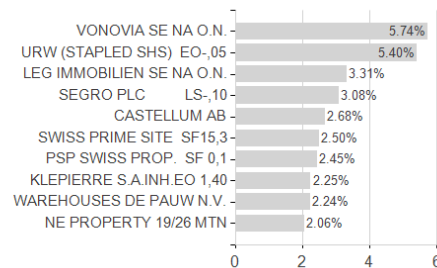 VONOVIA SE NA O.N. 5.74%
URW (STAPLED SHS) EO-,05 5.40%
LEG IMMOBILIEN SE NA O.N. 3.31%
SEGRO PLC LS-,10 3.08%
CASTELLUM AB 2.68%
SWISS PRIME SITE SF15,3 2.50%
PSP SWISS PROP. SF 0,1 2.45%
KLEPIERRE S.A.INH.EO 1,40 2.25%
WAREHOUSES DE PAUW N.V. 2.24%
NE PROPERTY 19/26 MTN 2.06%
0 2 4 6